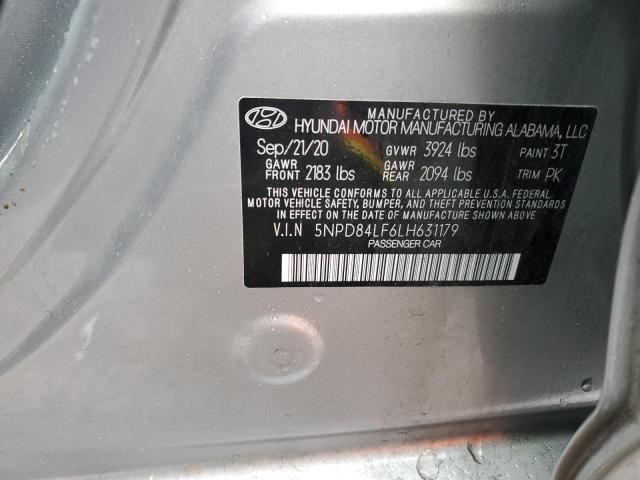 MANUFACTURED BY
HYUNDAI MOTOR MANUFACTURING ALABAMA, LLC
Sep/21/20 GVWR 3924 lbs PAINT 3T
GAWR FRONT 2183 lbs GAWR REAR 2094 lbs TRIM PK
THIS VEHICLE CONFORMS TO ALL APPLICABLE U.S.A. FEDERAL
MOTOR VEHICLE SAFETY, BUMPER, AND THEFT PREVENTION
STANDARDS IN EFFECT ON THE DATE OF MANUFACTURE SHOWN ABOVE.
V.I.N 5NPD84LF6LH631179
PASSENGER CAR